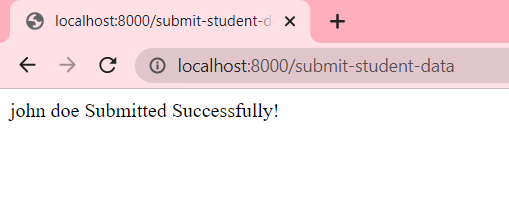 localhost:8000/submit-student-d
localhost:8000/submit-student-data
john doe Submitted Successfully!